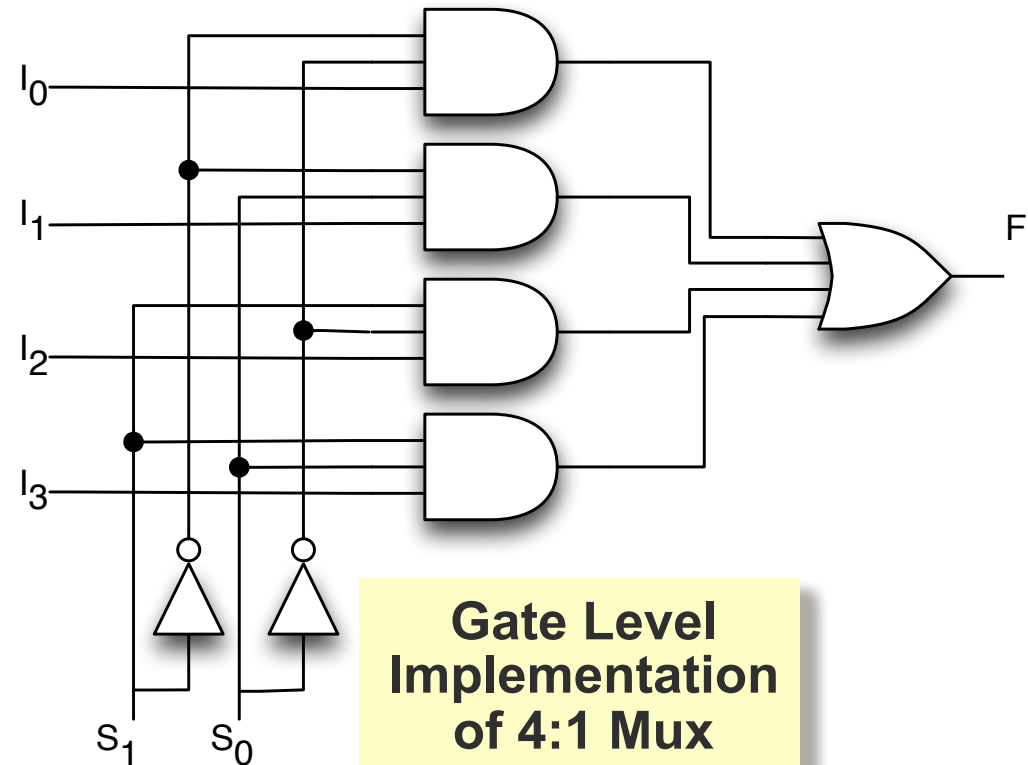 I0
F
I1
I2
I3
Gate Level
Implementation
of 4:1 Mux
S1 S0